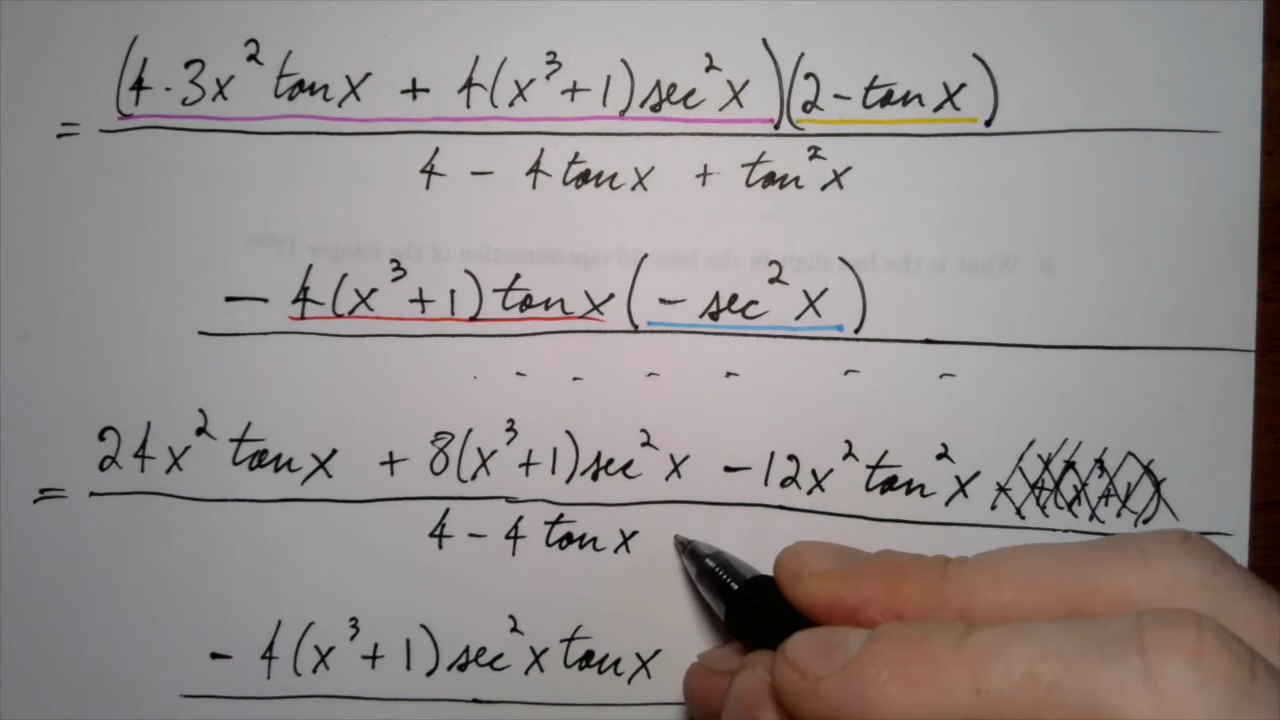 = (4·3x² tan x + 4(x³+1) sec² x)(2 - tan x)
4 - 4 tan x + tan² x
- 4(x³+1) tan x (- sec² x)
= 24x² tan x + 8(x³+1) sec² x - 12x² tan² x
4 - 4 tan x
- 4(x³+1) sec² x tan x